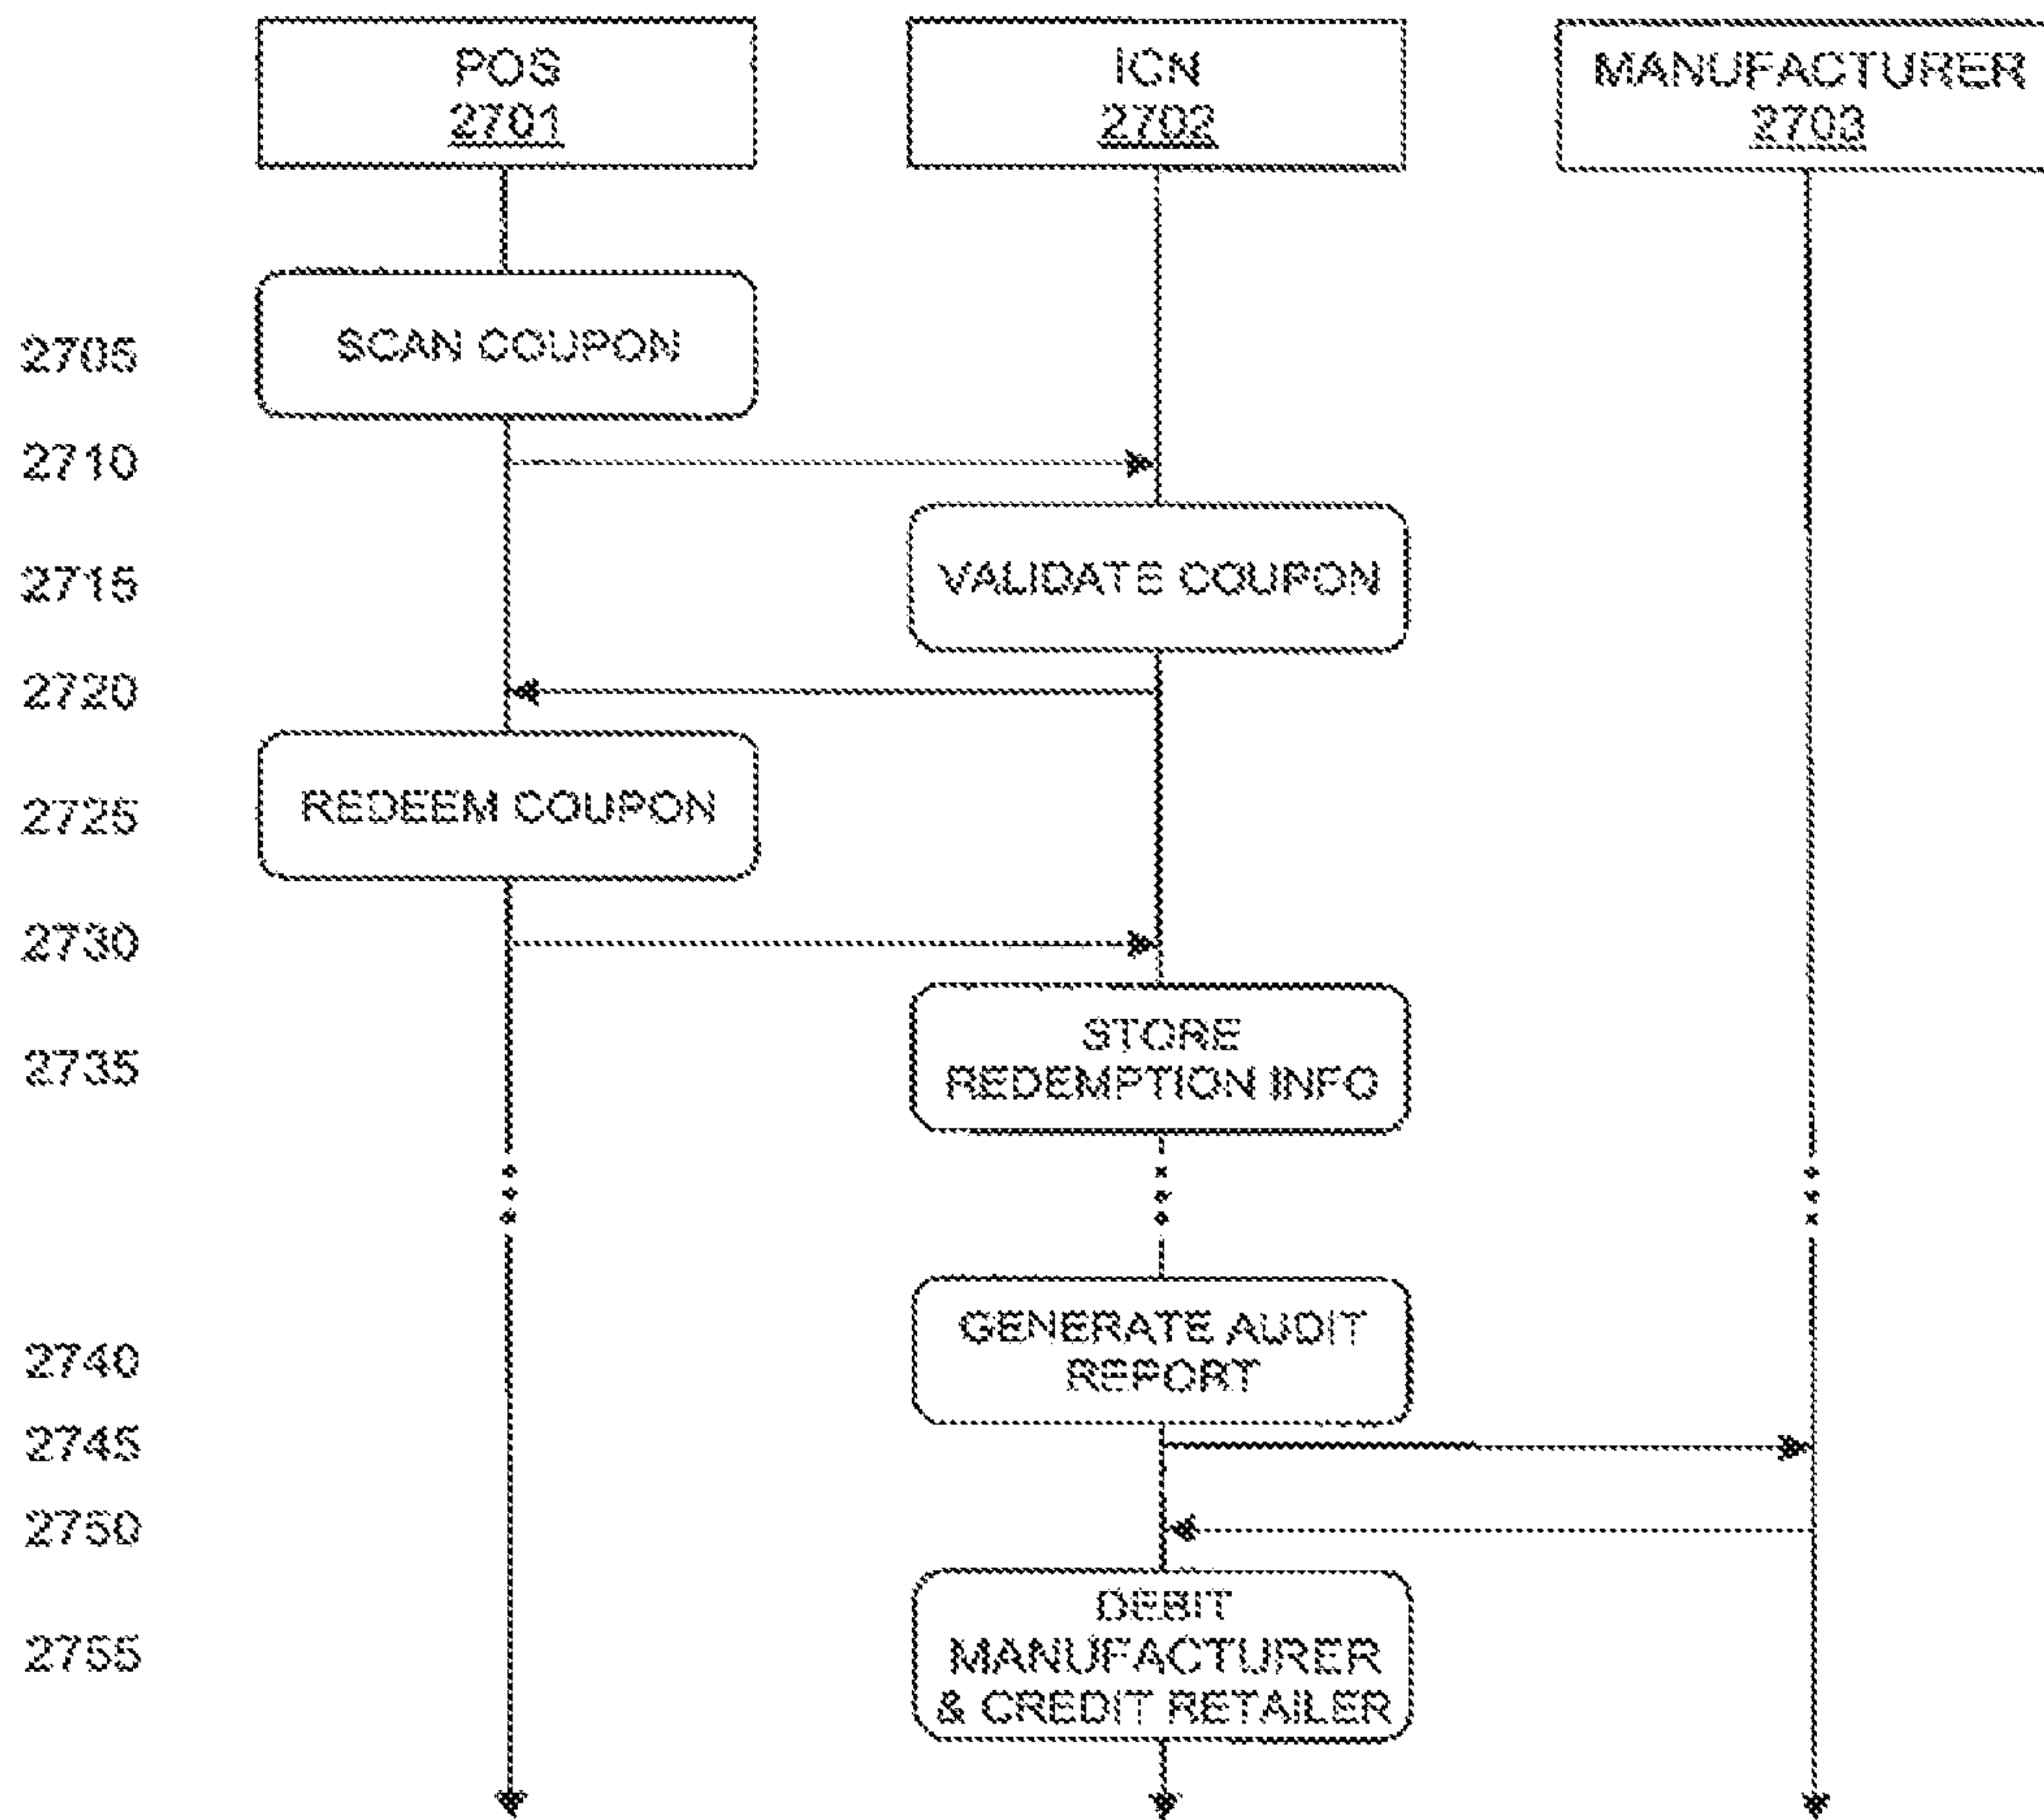 POS
2701
ICN
2702
MANUFACTURER
2703
2705
SCAN COUPON
2710
2715
VALIDATE COUPON
2720
2725
REDEEM COUPON
2730
2735
STORE
REDEMPTION INFO
2740
GENERATE AUDIT
REPORT
2745
2750
2755
DEBIT
MANUFACTURER
& CREDIT RETAILER